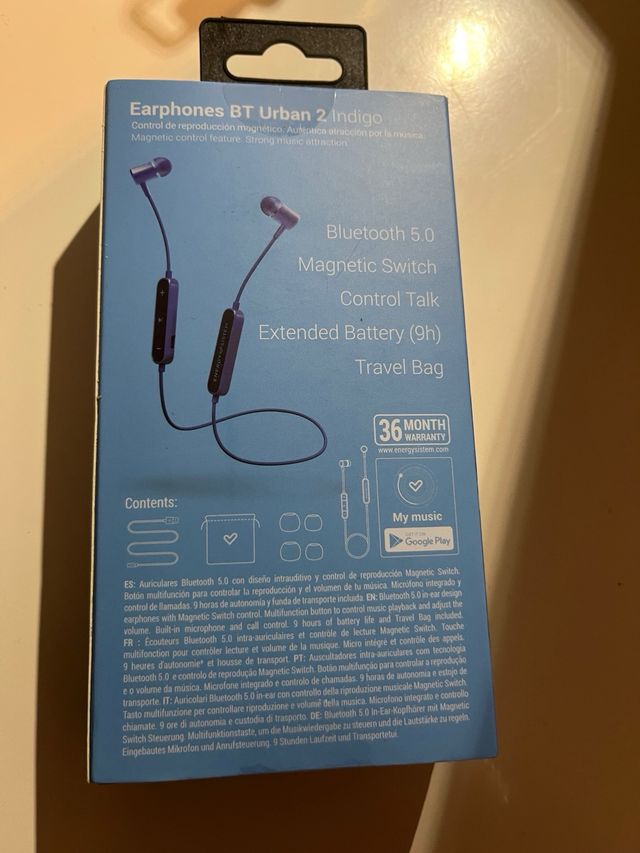 Earphones BT Urban 2 Indigo
Control de reproducción magnético. Auténtica atracción por la música.
Magnetic control feature. Strong music attraction.
Bluetooth 5.0
Magnetic Switch
Control Talk
Extended Battery (9h)
Travel Bag
ENERGY SISTEM
36 MONTH
WARRANTY
www.energysistem.com
Contents:
My music
GET IT ON
Google Play
ES: Auriculares Bluetooth 5.0 con diseño intrauditivo y control de reproducción Magnetic Switch.
Botón multifunción para controlar la reproducción y el volumen de tu música. Micrófono integrado y
control de llamadas. 9 horas de autonomía y funda de transporte incluida. EN: Bluetooth 5.0 in-ear design
earphones with Magnetic Switch control. Multifunction button to control music playback and adjust the
volume. Built-in microphone and call control. 9 hours of battery life and Travel Bag included.
FR : Écouteurs Bluetooth 5.0 intra-auriculaires et contrôle de lecture Magnetic Switch. Touche
multifonction pour contrôler lecture et volume de la musique. Micro intégré et contrôle des appels.
9 heures d'autonomie* et housse de transport. PT: Auscultadores intra-auriculares com tecnologia
Bluetooth 5.0 e controlo de reprodução Magnetic Switch. Botão multifunção para controlar a reprodução
e o volume da música. Microfone integrado e controlo de chamadas. 9 horas de autonomia e estojo de
transporte. IT: Auricolari Bluetooth 5.0 in-ear con controllo della riproduzione musicale Magnetic Switch.
Tasto multifunzione per controllare riproduzione e volume della musica. Microfono integrato e controllo
chiamate. 9 ore di autonomia e custodia di trasporto. DE: Bluetooth 5.0 In-Ear-Kopfhörer mit Magnetic
Switch Steuerung. Multifunktionstaste, um die Musikwiedergabe zu steuern und die Lautstärke zu regeln.
Eingebautes Mikrofon und Anrufsteuerung. 9 Stunden Laufzeit und Transportetui.